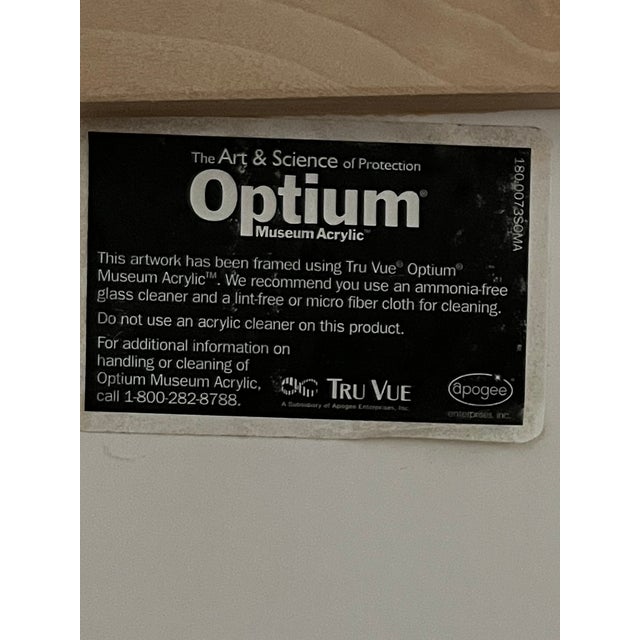 The Art & Science of Protection
Optium®
Museum Acrylic™
This artwork has been framed using Tru Vue® Optium®
Museum Acrylic™. We recommend you use an ammonia-free
glass cleaner and a lint-free or micro fiber cloth for cleaning.
Do not use an acrylic cleaner on this product.
For additional information on
handling or cleaning of
Optium Museum Acrylic,
call 1-800-282-8788.
TRU VUE
A Subsidiary of Apogee Enterprises, Inc.
apogee
enterprises, inc.
180-0073SOMA